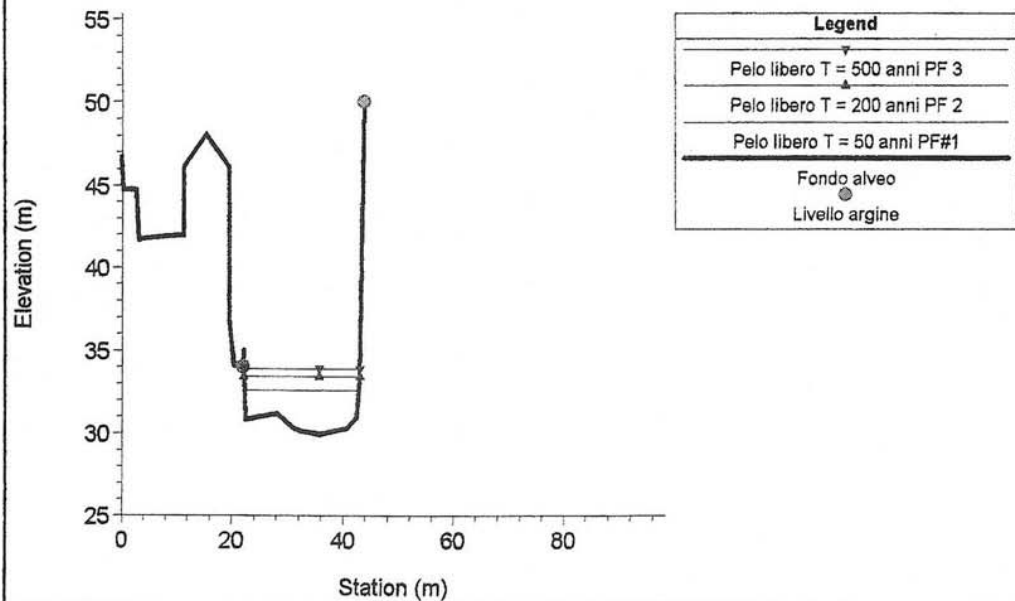 55
50
45
40
35
30
25
0
20
40
60
80
Elevation (m)
Station (m)
Legend
Pelo libero T = 500 anni PF 3
Pelo libero T = 200 anni PF 2
Pelo libero T = 50 anni PF#1
Fondo alveo
Livello argine